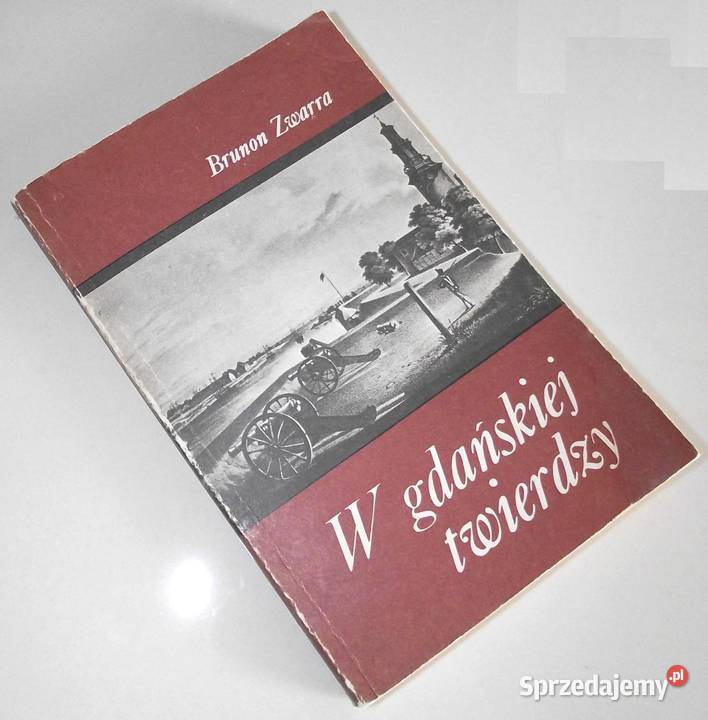 Brunon Zwarra
W gdańskiej
twierdzy
Sprzedajemy.pl